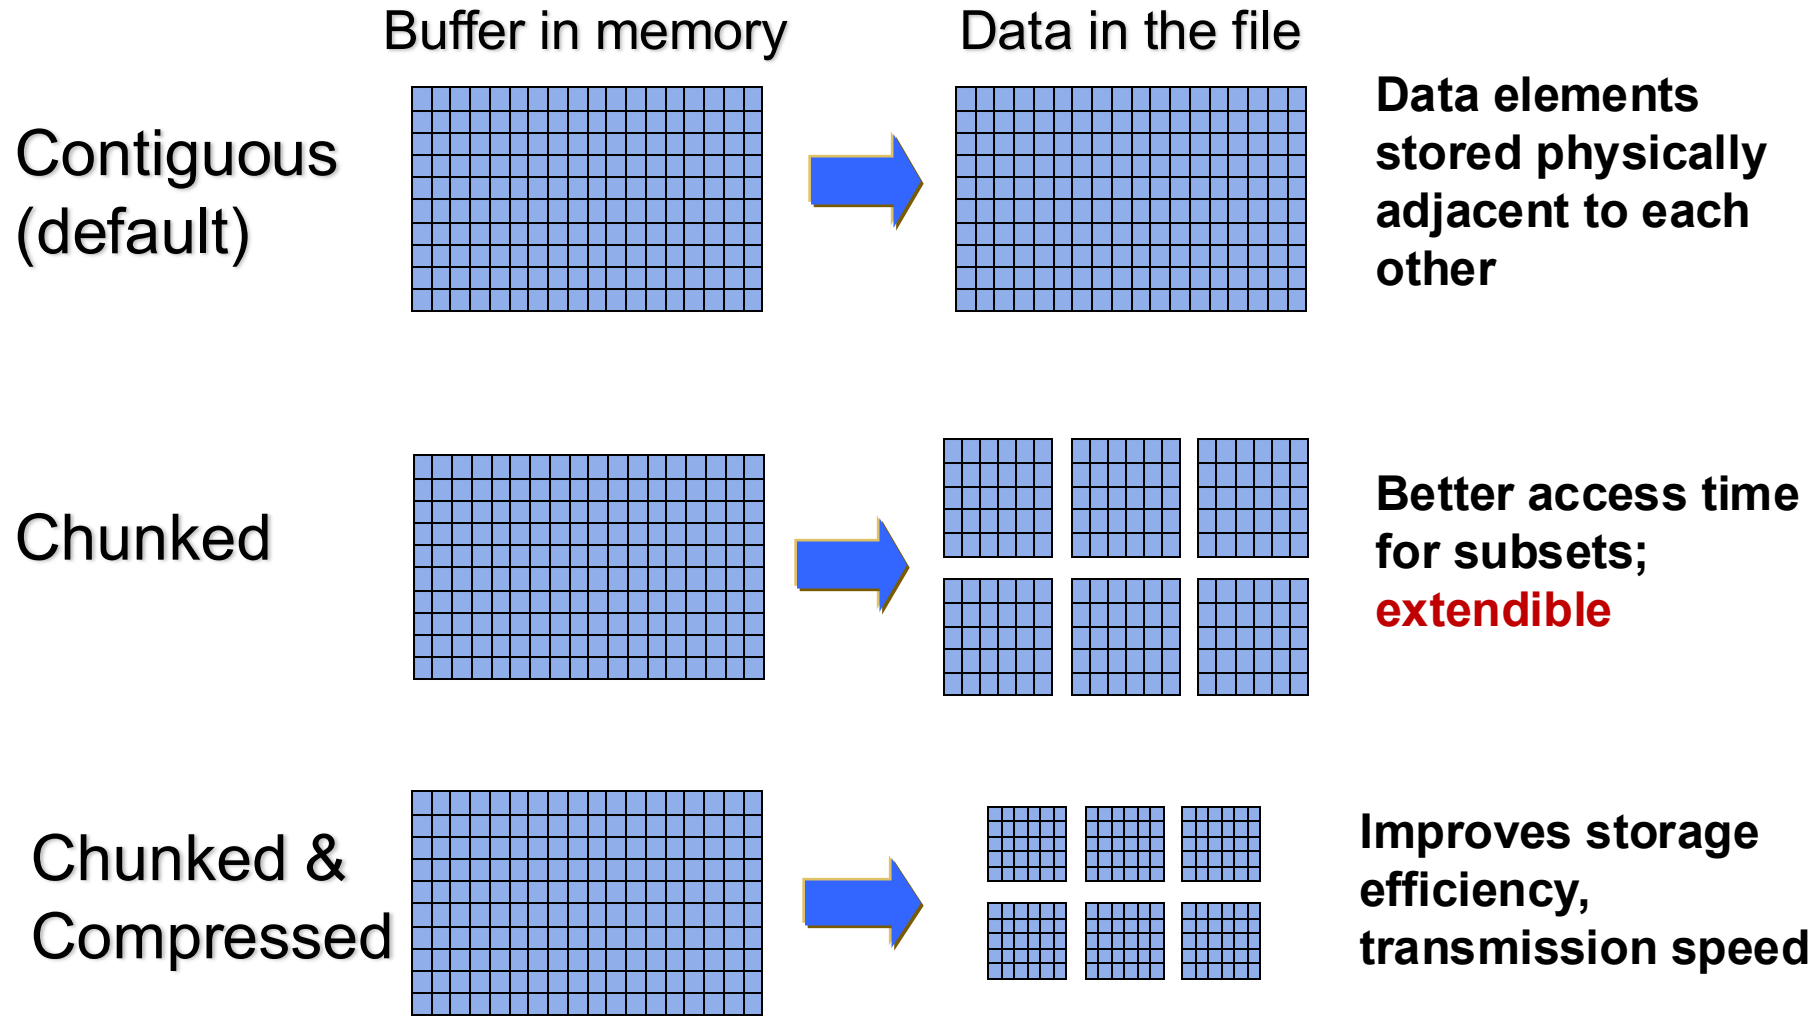 Buffer in memory
Data in the file
Contiguous
(default)
Data elements
stored physically
adjacent to each
other
Chunked
Better access time
for subsets;
extendible
Chunked &
Compressed
Improves storage
efficiency,
transmission speed